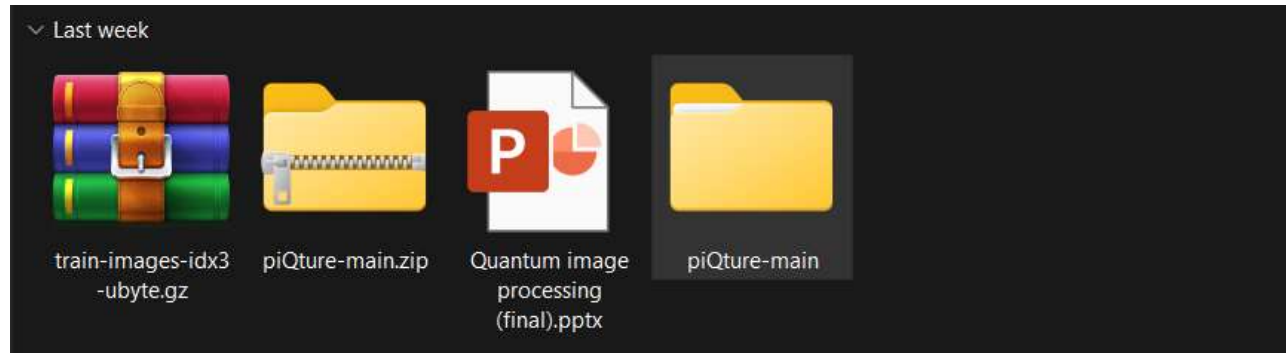 Last week
train-images-idx3
-ubyte.gz
piQture-main.zip
P
Quantum image
processing
(final).pptx
piQture-main